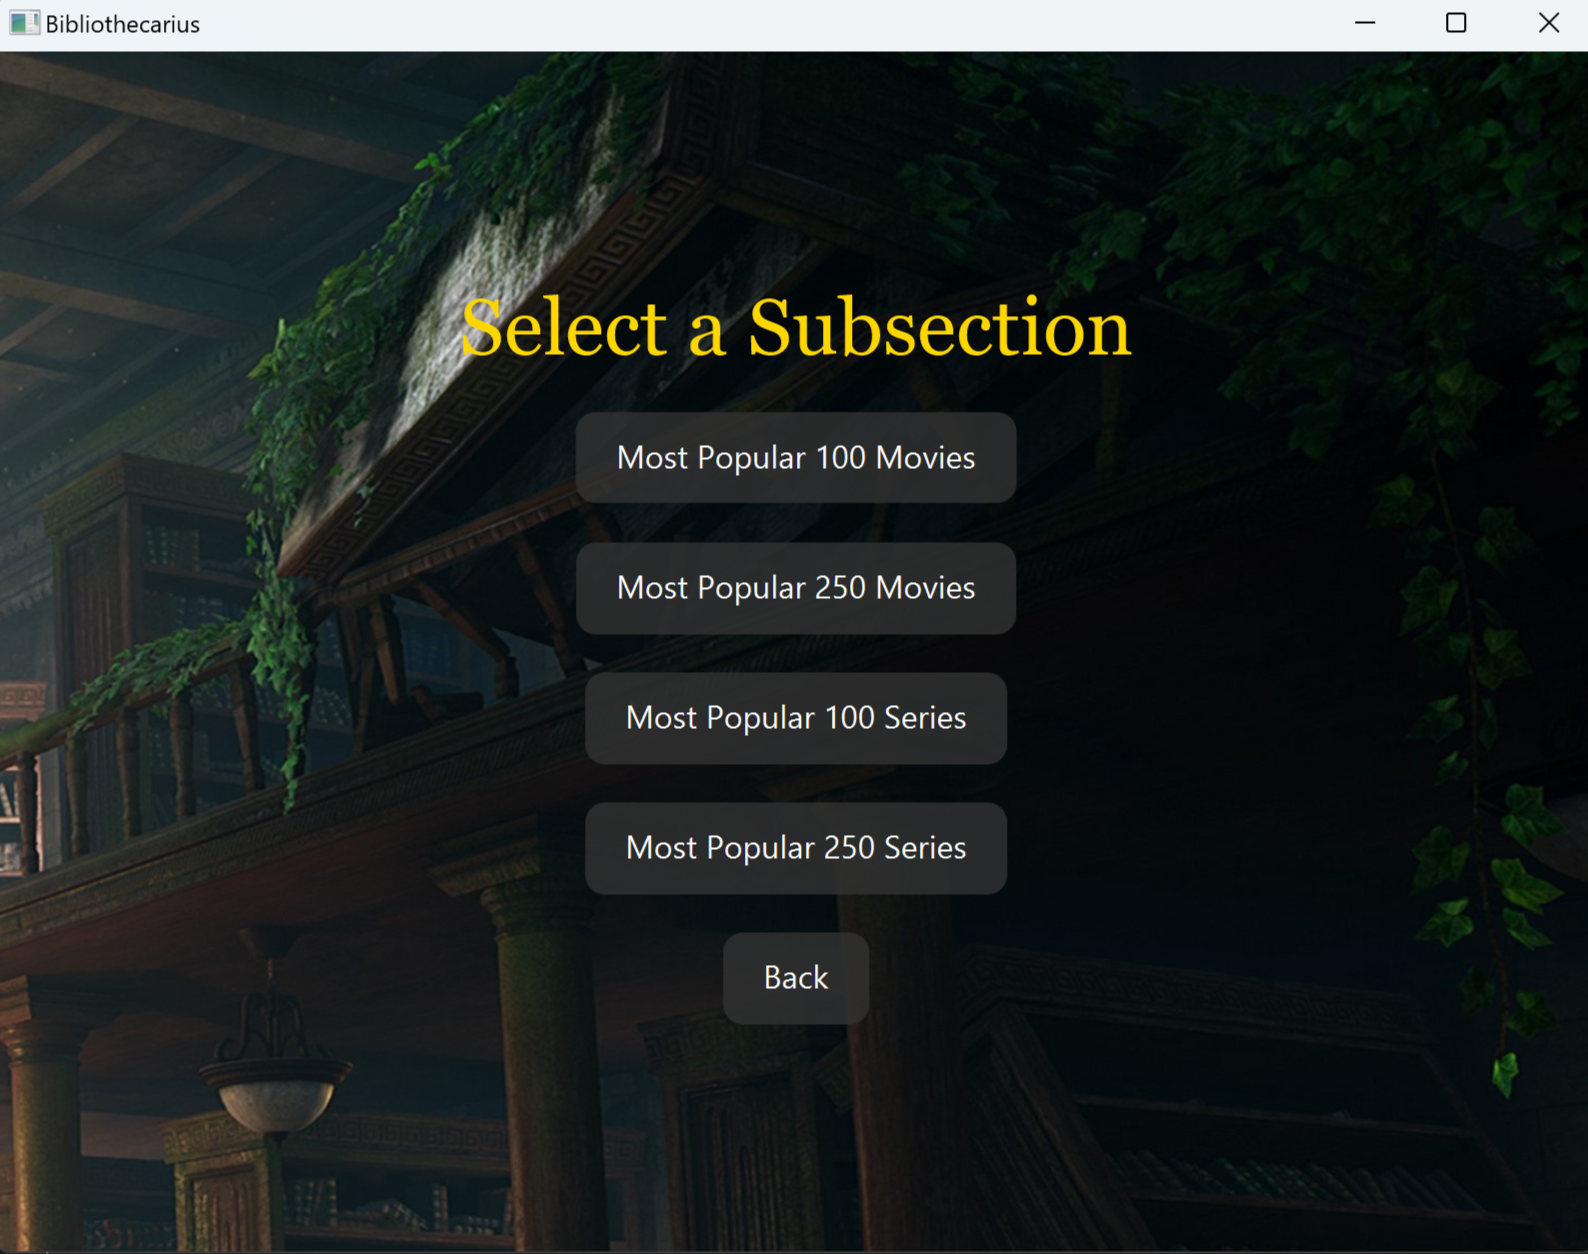 Bibliothecarius
Select a Subsection
Most Popular 100 Movies
Most Popular 250 Movies
Most Popular 100 Series
Most Popular 250 Series
Back